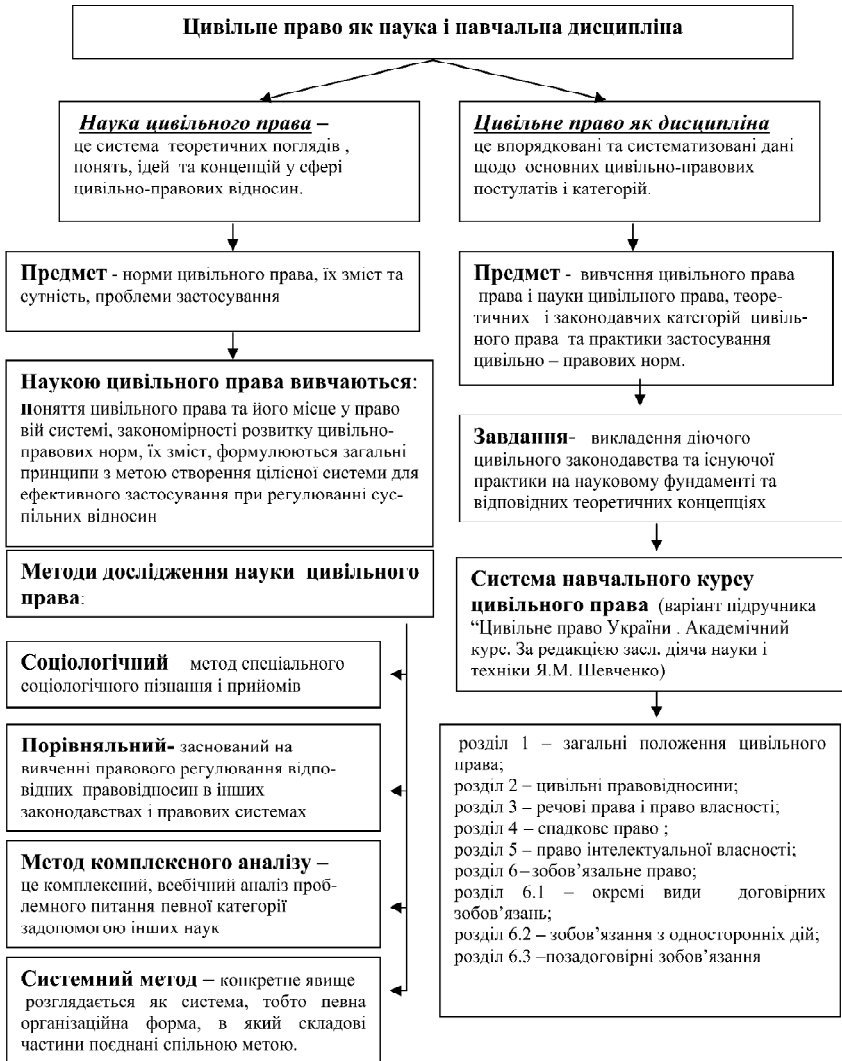 Цивільне право як наука і навчальна дисципліна
Наука цивільного права –
це система теоретичних поглядів ,
понять, ідей та концепцій у сфері
цивільно-правових відносин.
Предмет - норми цивільного права, їх зміст та
сутність, проблеми застосування
Наукою цивільного права вивчаються:
поняття цивільного права та його місце у право
вій системі, закономірності розвитку цивільно-
правових норм, їх зміст, формулюються загальні
принципи з метою створення цілісної системи для
ефективного застосування при регулюванні сус-
пільних відносин
Методи дослідження науки цивільного
права:
Соціологічний метод спеціального
соціологічного пізнання і прийомів
Порівняльний- заснований на
вивченні правового регулювання відпо-
відних правовідносин в інших
законодавствах і правових системах
Метод комплексного аналізу –
це комплексний, всебічний аналіз проб-
лемного питання певної категорії
задопомогою інших наук
Системний метод – конкретне явище
розглядається як система, тобто певна
організаційна форма, в якій складові
частини поєднані спільною метою.
Цивільне право як дисципліна
це впорядковані та систематизовані дані
щодо основних цивільно-правових
постулатів і категорій.
Предмет - вивчення цивільного права
права і науки цивільного права, теоре-
тичних і законодавчих категорій цивіль-
ного права та практики застосування
цивільно – правових норм.
Завдання- викладення діючого
цивільного законодавства та існуючої
практики на науковому фундаменті та
відповідних теоретичних концепціях
Система навчального курсу
цивільного права (варіант підручника
“Цивільне право України . Академічний
курс. За редакцією засл. діяча науки і
техніки Я.М. Шевченко)
розділ 1 – загальні положення цивільного
права;
розділ 2 – цивільні правовідносини;
розділ 3 – речові права і право власності;
розділ 4 – спадкове право ;
розділ 5 – право інтелектуальної власності;
розділ 6 –зобов’язальне право;
розділ 6.1 – окремі види договірних
зобов’язань;
розділ 6.2 – зобов’язання з односторонніх дій;
розділ 6.3 –позадоговірні зобов’язання